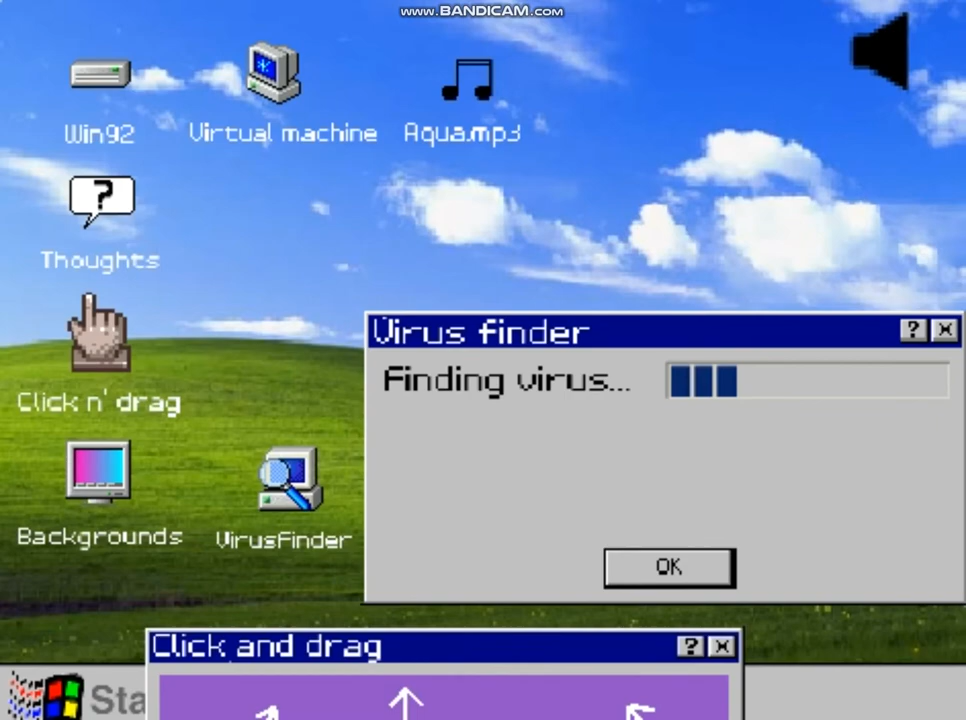 www.BANDICAM.com
Win92
Virtual machine
Aqua.mp3
?
Thoughts
Click n' drag
Backgrounds
VirusFinder
Virus finder
?
Finding virus...
OK
Click and drag
?
Sta